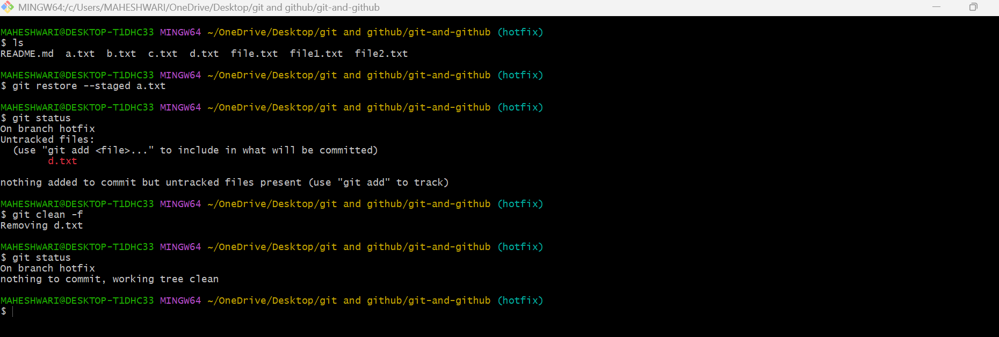 MINGW64:/c/Users/MAHESHWARI/OneDrive/Desktop/git and github/git-and-github
MAHESHWARI@DESKTOP-T1DHC33 MINGW64 ~/OneDrive/Desktop/git and github/git-and-github (hotfix)
$ ls
README.md  a.txt  b.txt  c.txt  d.txt  file.txt  file1.txt  file2.txt
MAHESHWARI@DESKTOP-T1DHC33 MINGW64 ~/OneDrive/Desktop/git and github/git-and-github (hotfix)
$ git restore --staged a.txt
MAHESHWARI@DESKTOP-T1DHC33 MINGW64 ~/OneDrive/Desktop/git and github/git-and-github (hotfix)
$ git status
On branch hotfix
Untracked files:
  (use "git add <file>..." to include in what will be committed)
        d.txt
nothing added to commit but untracked files present (use "git add" to track)
MAHESHWARI@DESKTOP-T1DHC33 MINGW64 ~/OneDrive/Desktop/git and github/git-and-github (hotfix)
$ git clean -f
Removing d.txt
MAHESHWARI@DESKTOP-T1DHC33 MINGW64 ~/OneDrive/Desktop/git and github/git-and-github (hotfix)
$ git status
On branch hotfix
nothing to commit, working tree clean
MAHESHWARI@DESKTOP-T1DHC33 MINGW64 ~/OneDrive/Desktop/git and github/git-and-github (hotfix)
$